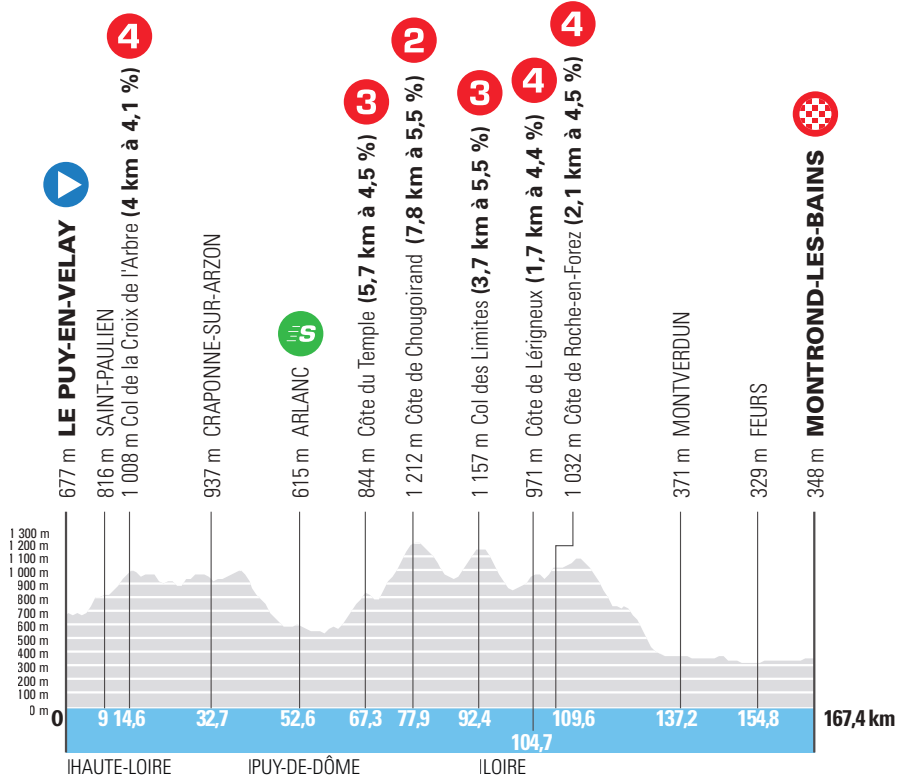 677 m LE PUY-EN-VELAY
816 m SAINT-PAULIEN
4
1 008 m Col de la Croix de l'Arbre (4 km à 4,1 %)
937 m CRAPONNE-SUR-ARZON
S
615 m ARLANC
3
844 m Côte du Temple (5,7 km à 4,5 %)
2
1 212 m Côte de Chougoirand (7,8 km à 5,5 %)
3
1 157 m Col des Limites (3,7 km à 5,5 %)
4
971 m Côte de Lérigneux (1,7 km à 4,4 %)
4
1 032 m Côte de Roche-en-Forez (2,1 km à 4,5 %)
371 m MONTVERDUN
329 m FEURS
348 m MONTROND-LES-BAINS
1 300 m
1 200 m
1 100 m
1 000 m
900 m
800 m
700 m
600 m
500 m
400 m
300 m
200 m
100 m
0 m
0 9 14,6 32,7 52,6 67,3 77,9 92,4 109,6 137,2 154,8 167,4 km
104,7
HAUTE-LOIRE PUY-DE-DÔME LOIRE